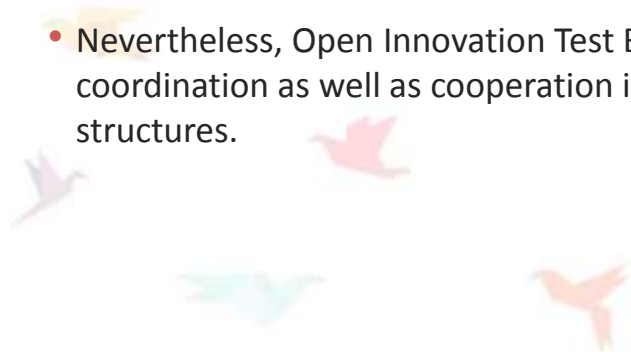 • Nevertheless, Open Innovation Test
coordination as well as cooperation
structures.